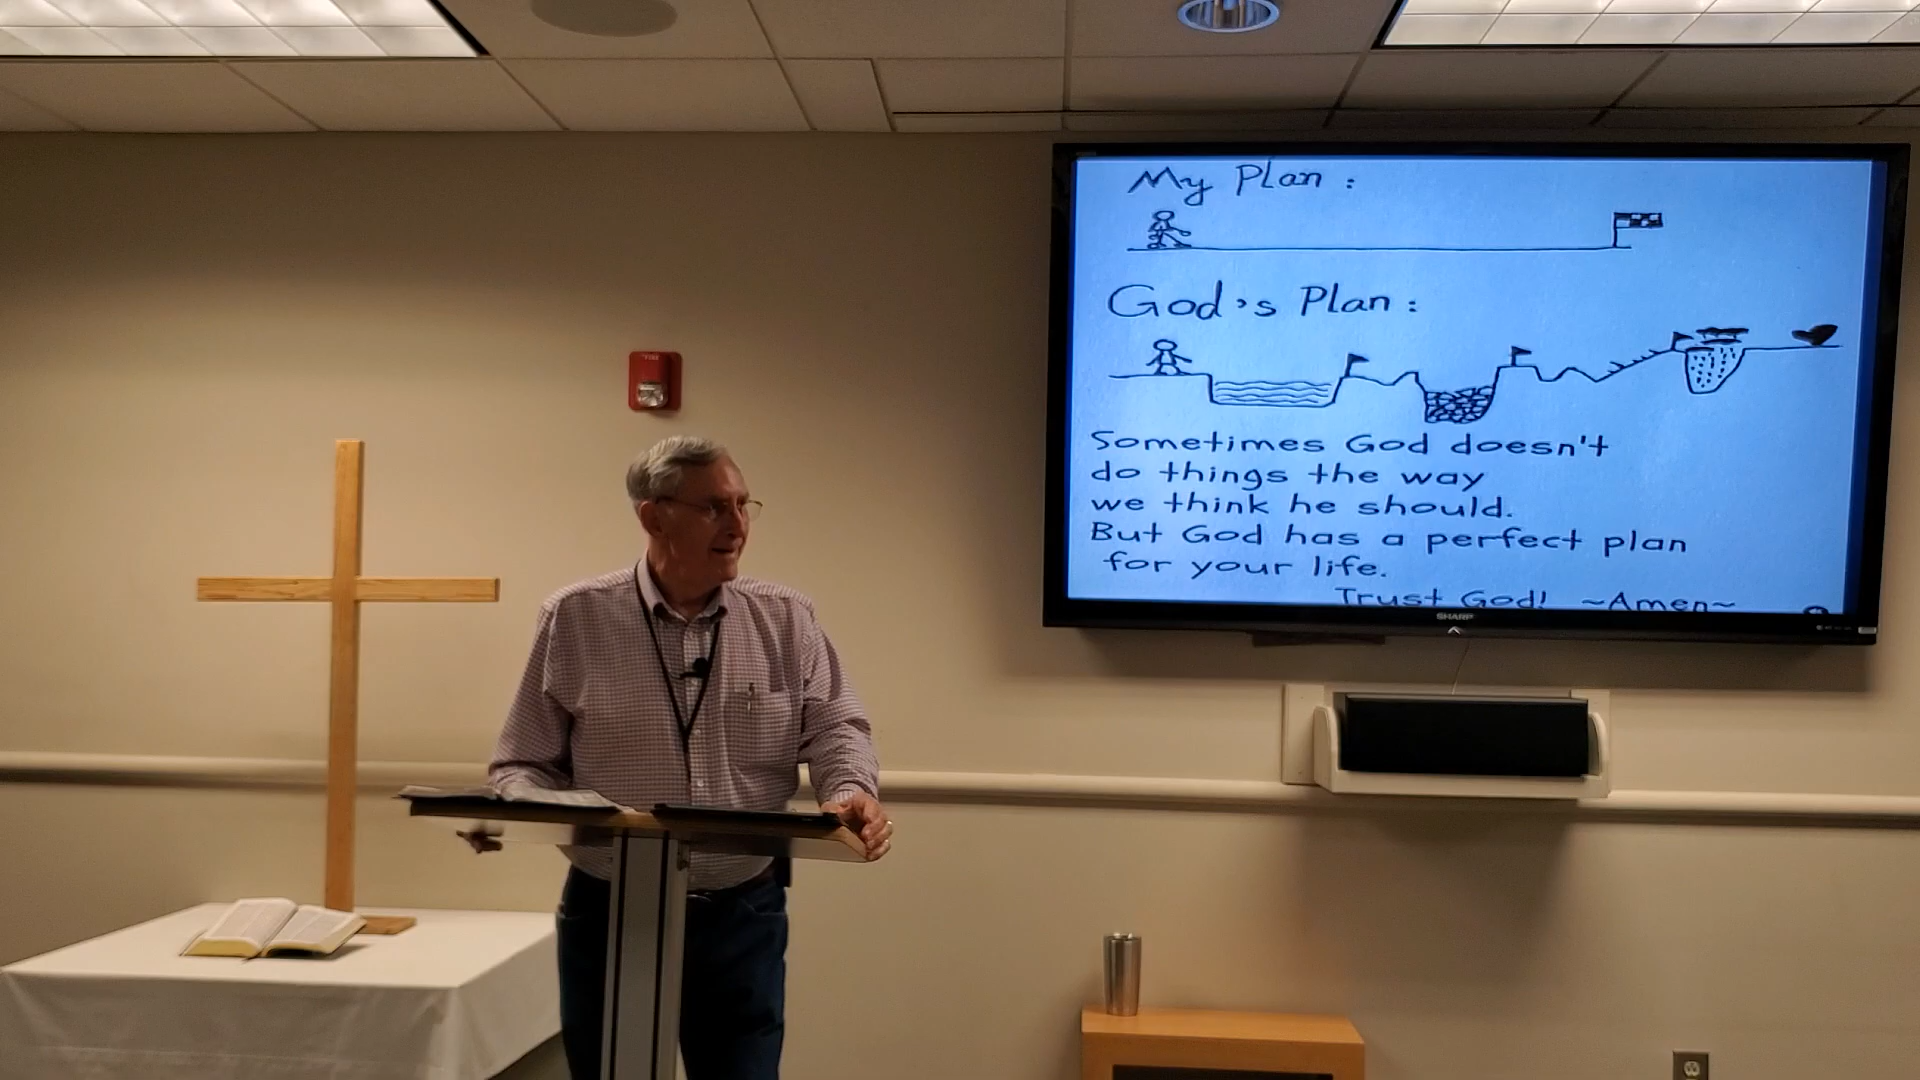 My Plan :
God's Plan :
Sometimes God doesn't
do things the way
we think he should.
But God has a perfect plan
for your life.
Trust God! ~Amen~
SHARP
FIRE